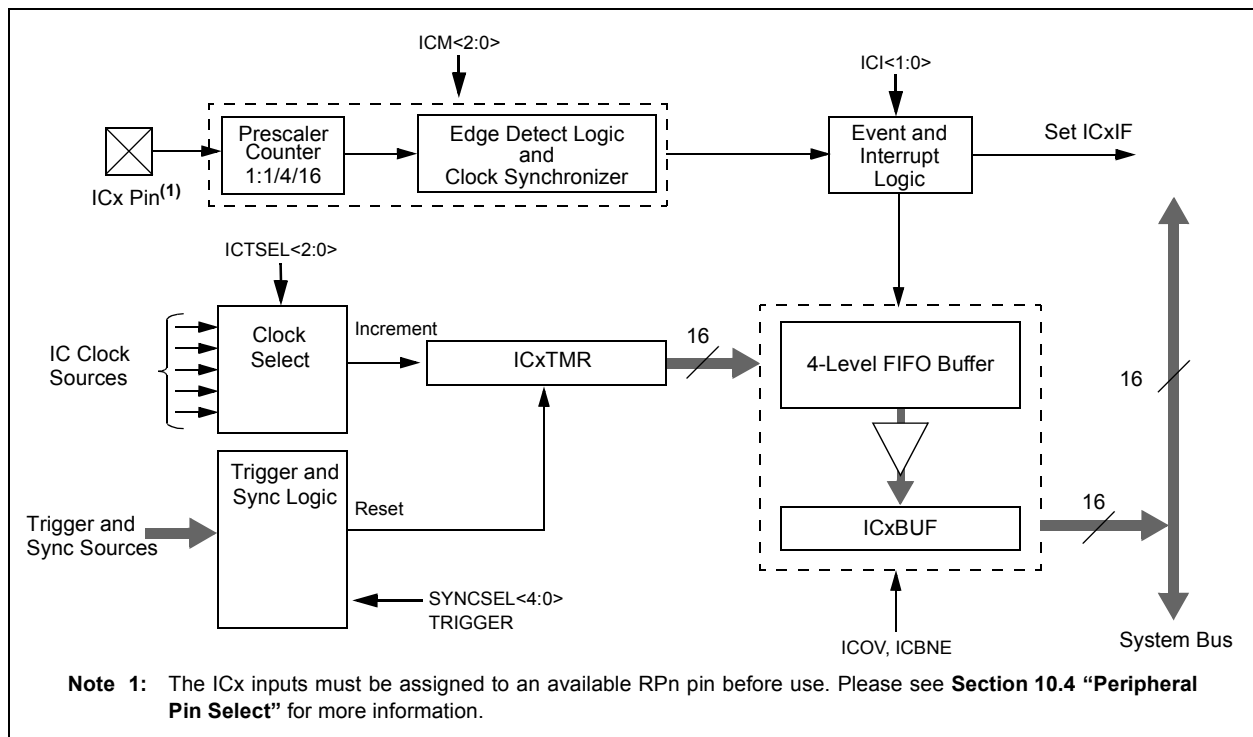 ICM<2:0>
ICI<1:0>
Prescaler
Counter
1:1/4/16
Edge Detect Logic
and
Clock Synchronizer
Event and
Interrupt
Logic
Set ICxIF
ICx Pin(1)
ICTSEL<2:0>
IC Clock
Sources
Clock
Select
Increment
ICxTMR
16
4-Level FIFO Buffer
16
Trigger and
Sync Logic
Reset
Trigger and
Sync Sources
ICxBUF
16
SYNCSEL<4:0>
TRIGGER
ICOV, ICBNE
System Bus
Note 1: The ICx inputs must be assigned to an available RPn pin before use. Please see Section 10.4 “Peripheral
Pin Select” for more information.